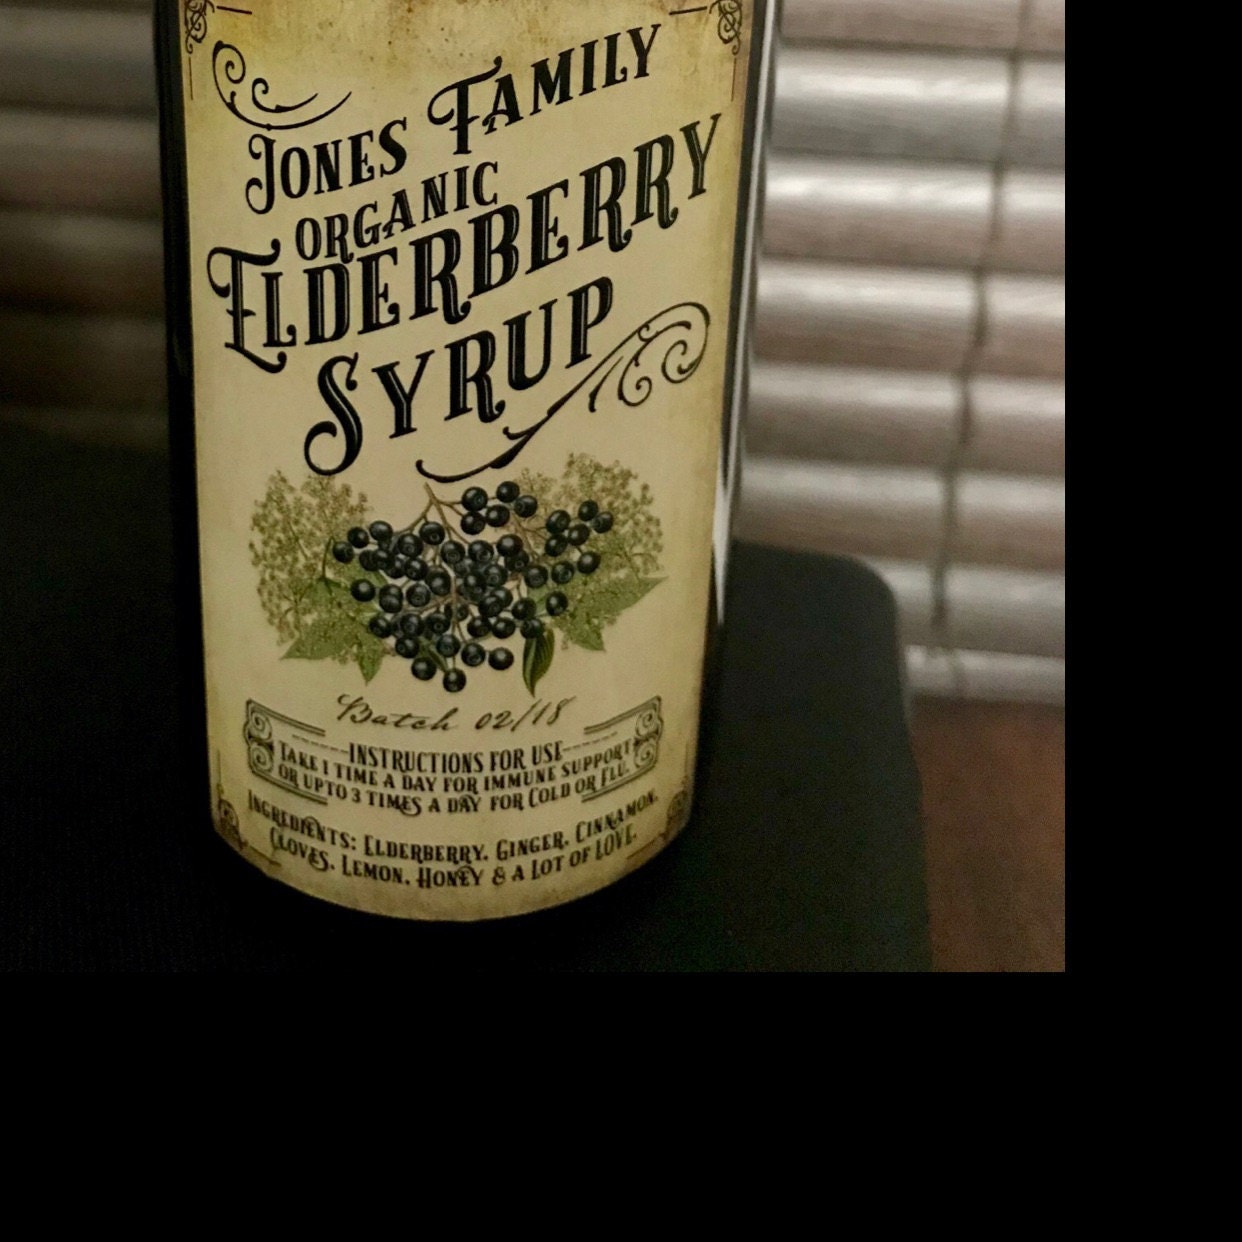 JONES FAMILY
ORGANIC
ELDERBERRY
SYRUP
Batch 02/18
------INSTRUCTIONS FOR USE------
TAKE 1 TIME A DAY FOR IMMUNE SUPPORT
OR UPTO 3 TIMES A DAY FOR COLD OR FLU.
INGREDIENTS: ELDERBERRY, GINGER, CINNAMON,
CLOVES, LEMON, HONEY & A LOT OF LOVE.